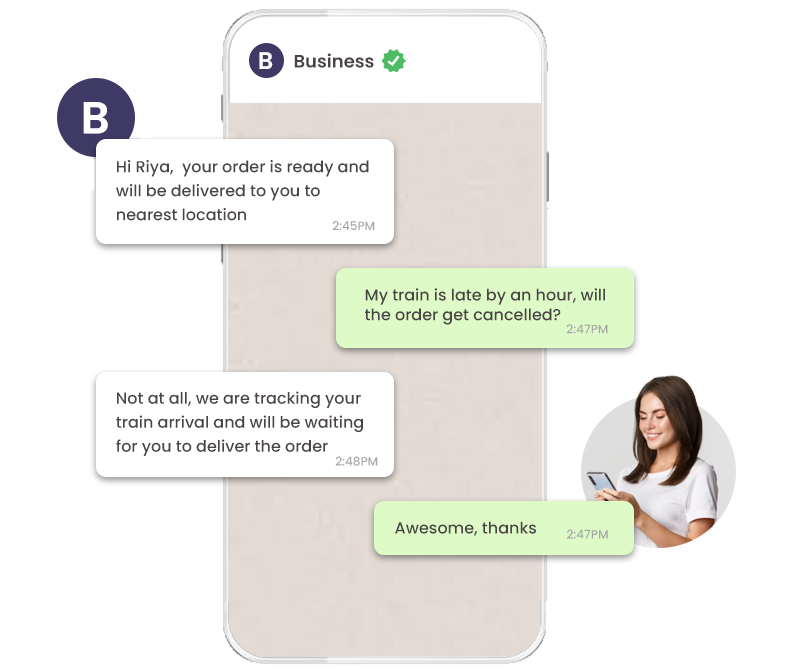 B Business
B
Hi Riya,  your order is ready and
will be delivered to you to
nearest location
2:45PM
My train is late by an hour, will
the order get cancelled?
2:47PM
Not at all, we are tracking your
train arrival and will be waiting
for you to deliver the order
2:48PM
Awesome, thanks 2:47PM